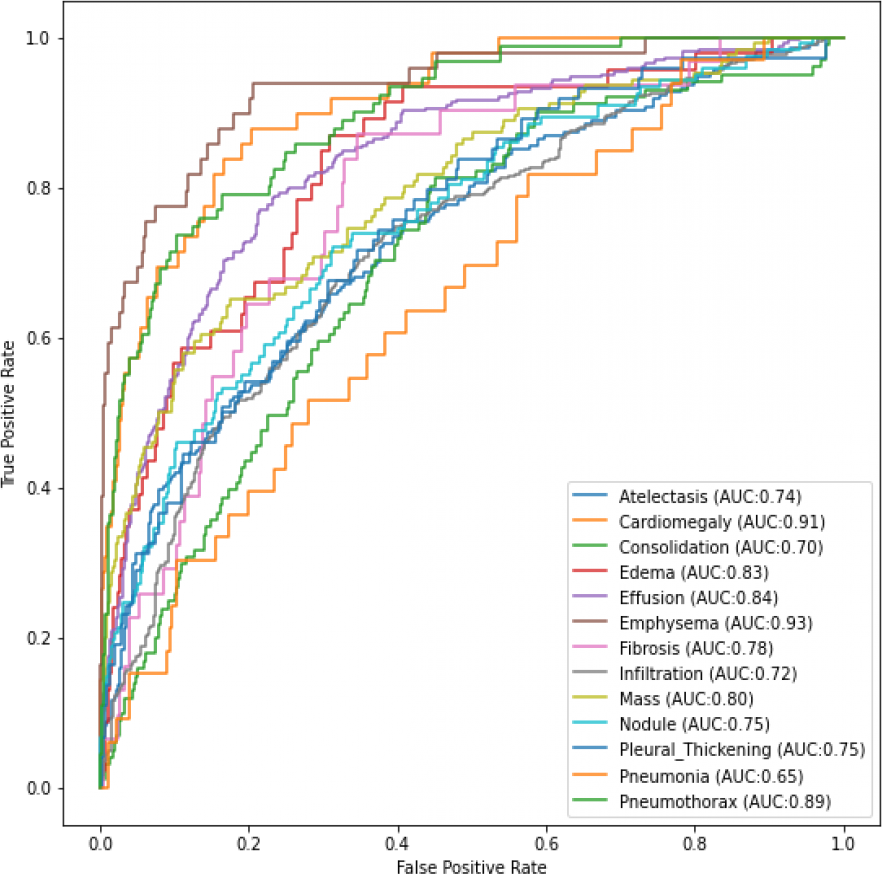 1.0
0.8
0.6
0.4
0.2
0.0
True Positive Rate
Atelectasis (AUC:0.74)
Cardiomegaly (AUC:0.91)
Consolidation (AUC:0.70)
Edema (AUC:0.83)
Effusion (AUC:0.84)
Emphysema (AUC:0.93)
Fibrosis (AUC:0.78)
Infiltration (AUC:0.72)
Mass (AUC:0.80)
Nodule (AUC:0.75)
Pleural_Thickening (AUC:0.75)
Pneumonia (AUC:0.65)
Pneumothorax (AUC:0.89)
0.0 0.2 0.4 0.6 0.8 1.0
False Positive Rate